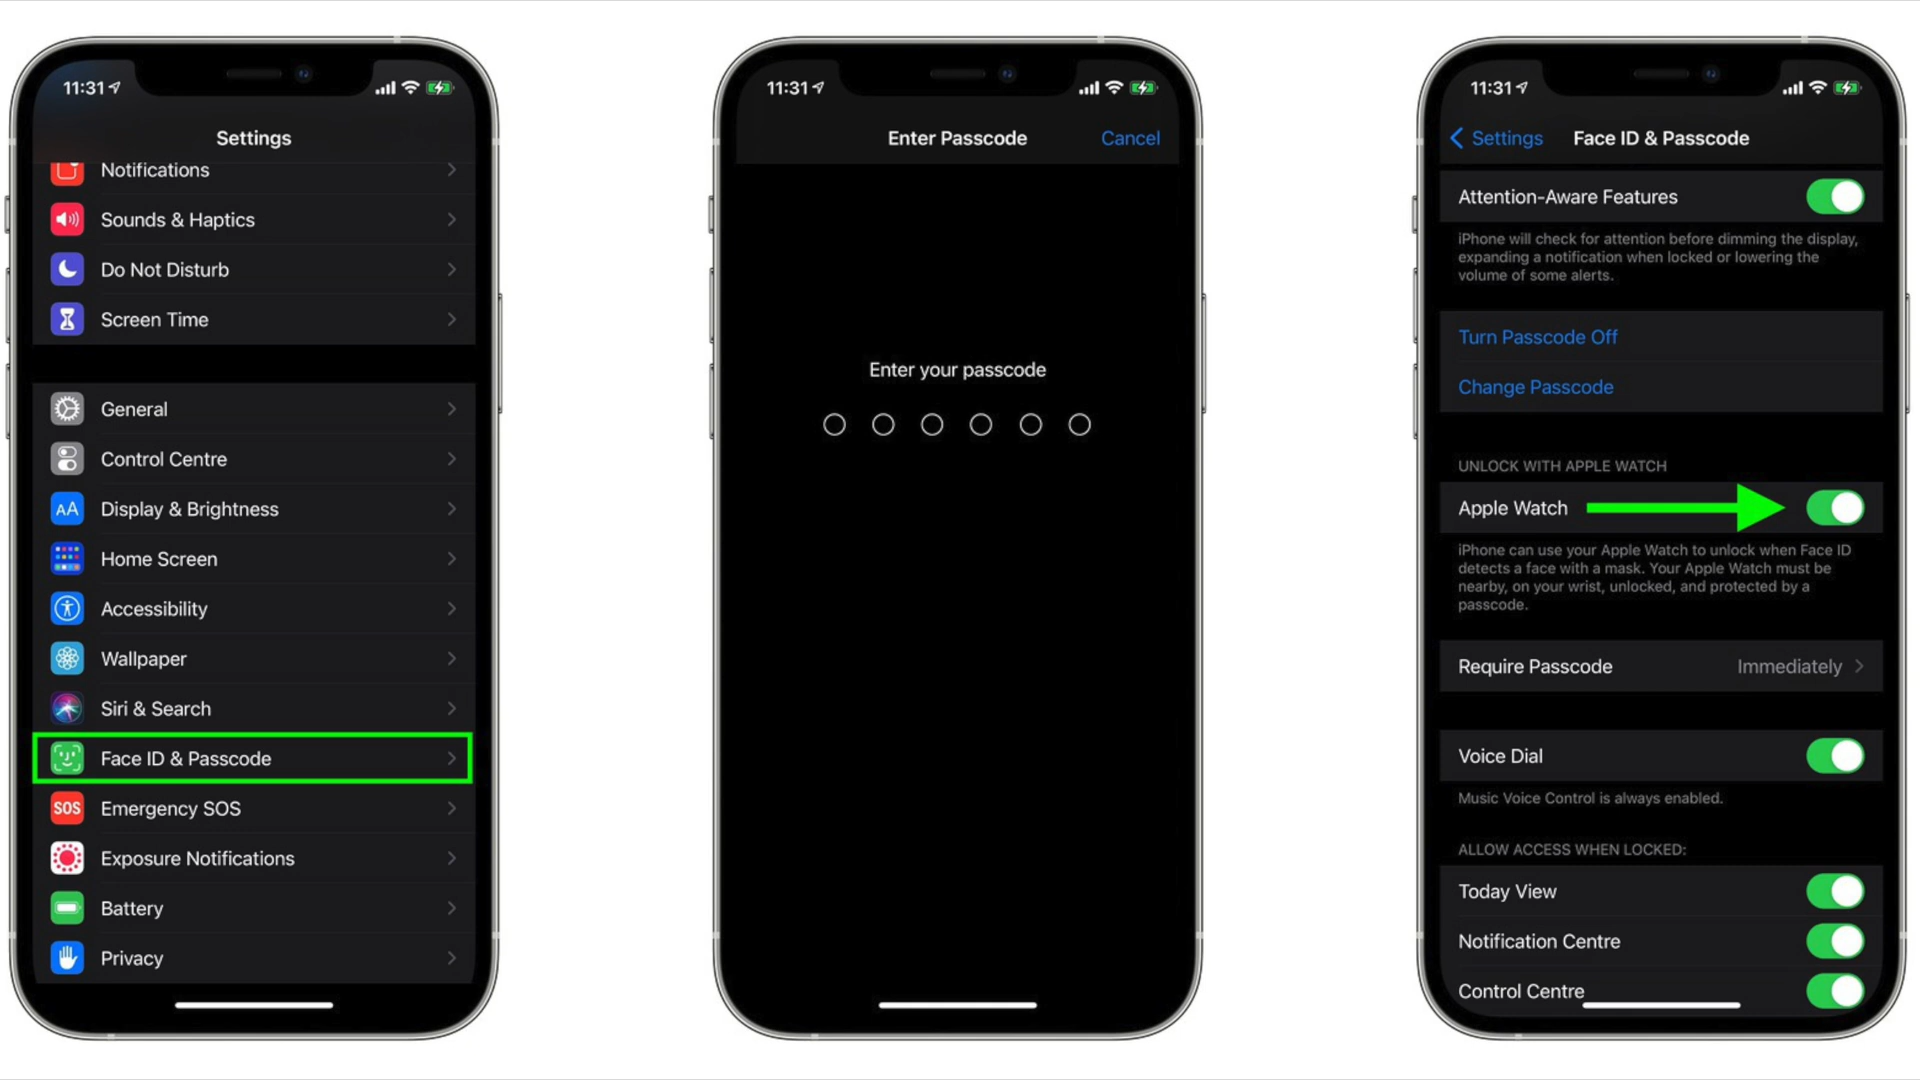 11:31
Settings
Notifications
Sounds & Haptics
Do Not Disturb
Screen Time
General
Control Centre
AA
Display & Brightness
Home Screen
Accessibility
Wallpaper
Siri & Search
Face ID & Passcode
SOS
Emergency SOS
Exposure Notifications
Battery
Privacy
11:31
Enter Passcode
Cancel
Enter your passcode
11:31
Settings
Face ID & Passcode
Attention-Aware Features
iPhone will check for attention before dimming the display,
expanding a notification when locked or lowering the
volume of some alerts.
Turn Passcode Off
Change Passcode
UNLOCK WITH APPLE WATCH
Apple Watch
iPhone can use your Apple Watch to unlock when Face ID
detects a face with a mask. Your Apple Watch must be
nearby, on your wrist, unlocked, and protected by a
passcode.
Require Passcode
Immediately
Voice Dial
Music Voice Control is always enabled.
ALLOW ACCESS WHEN LOCKED:
Today View
Notification Centre
Control Centre